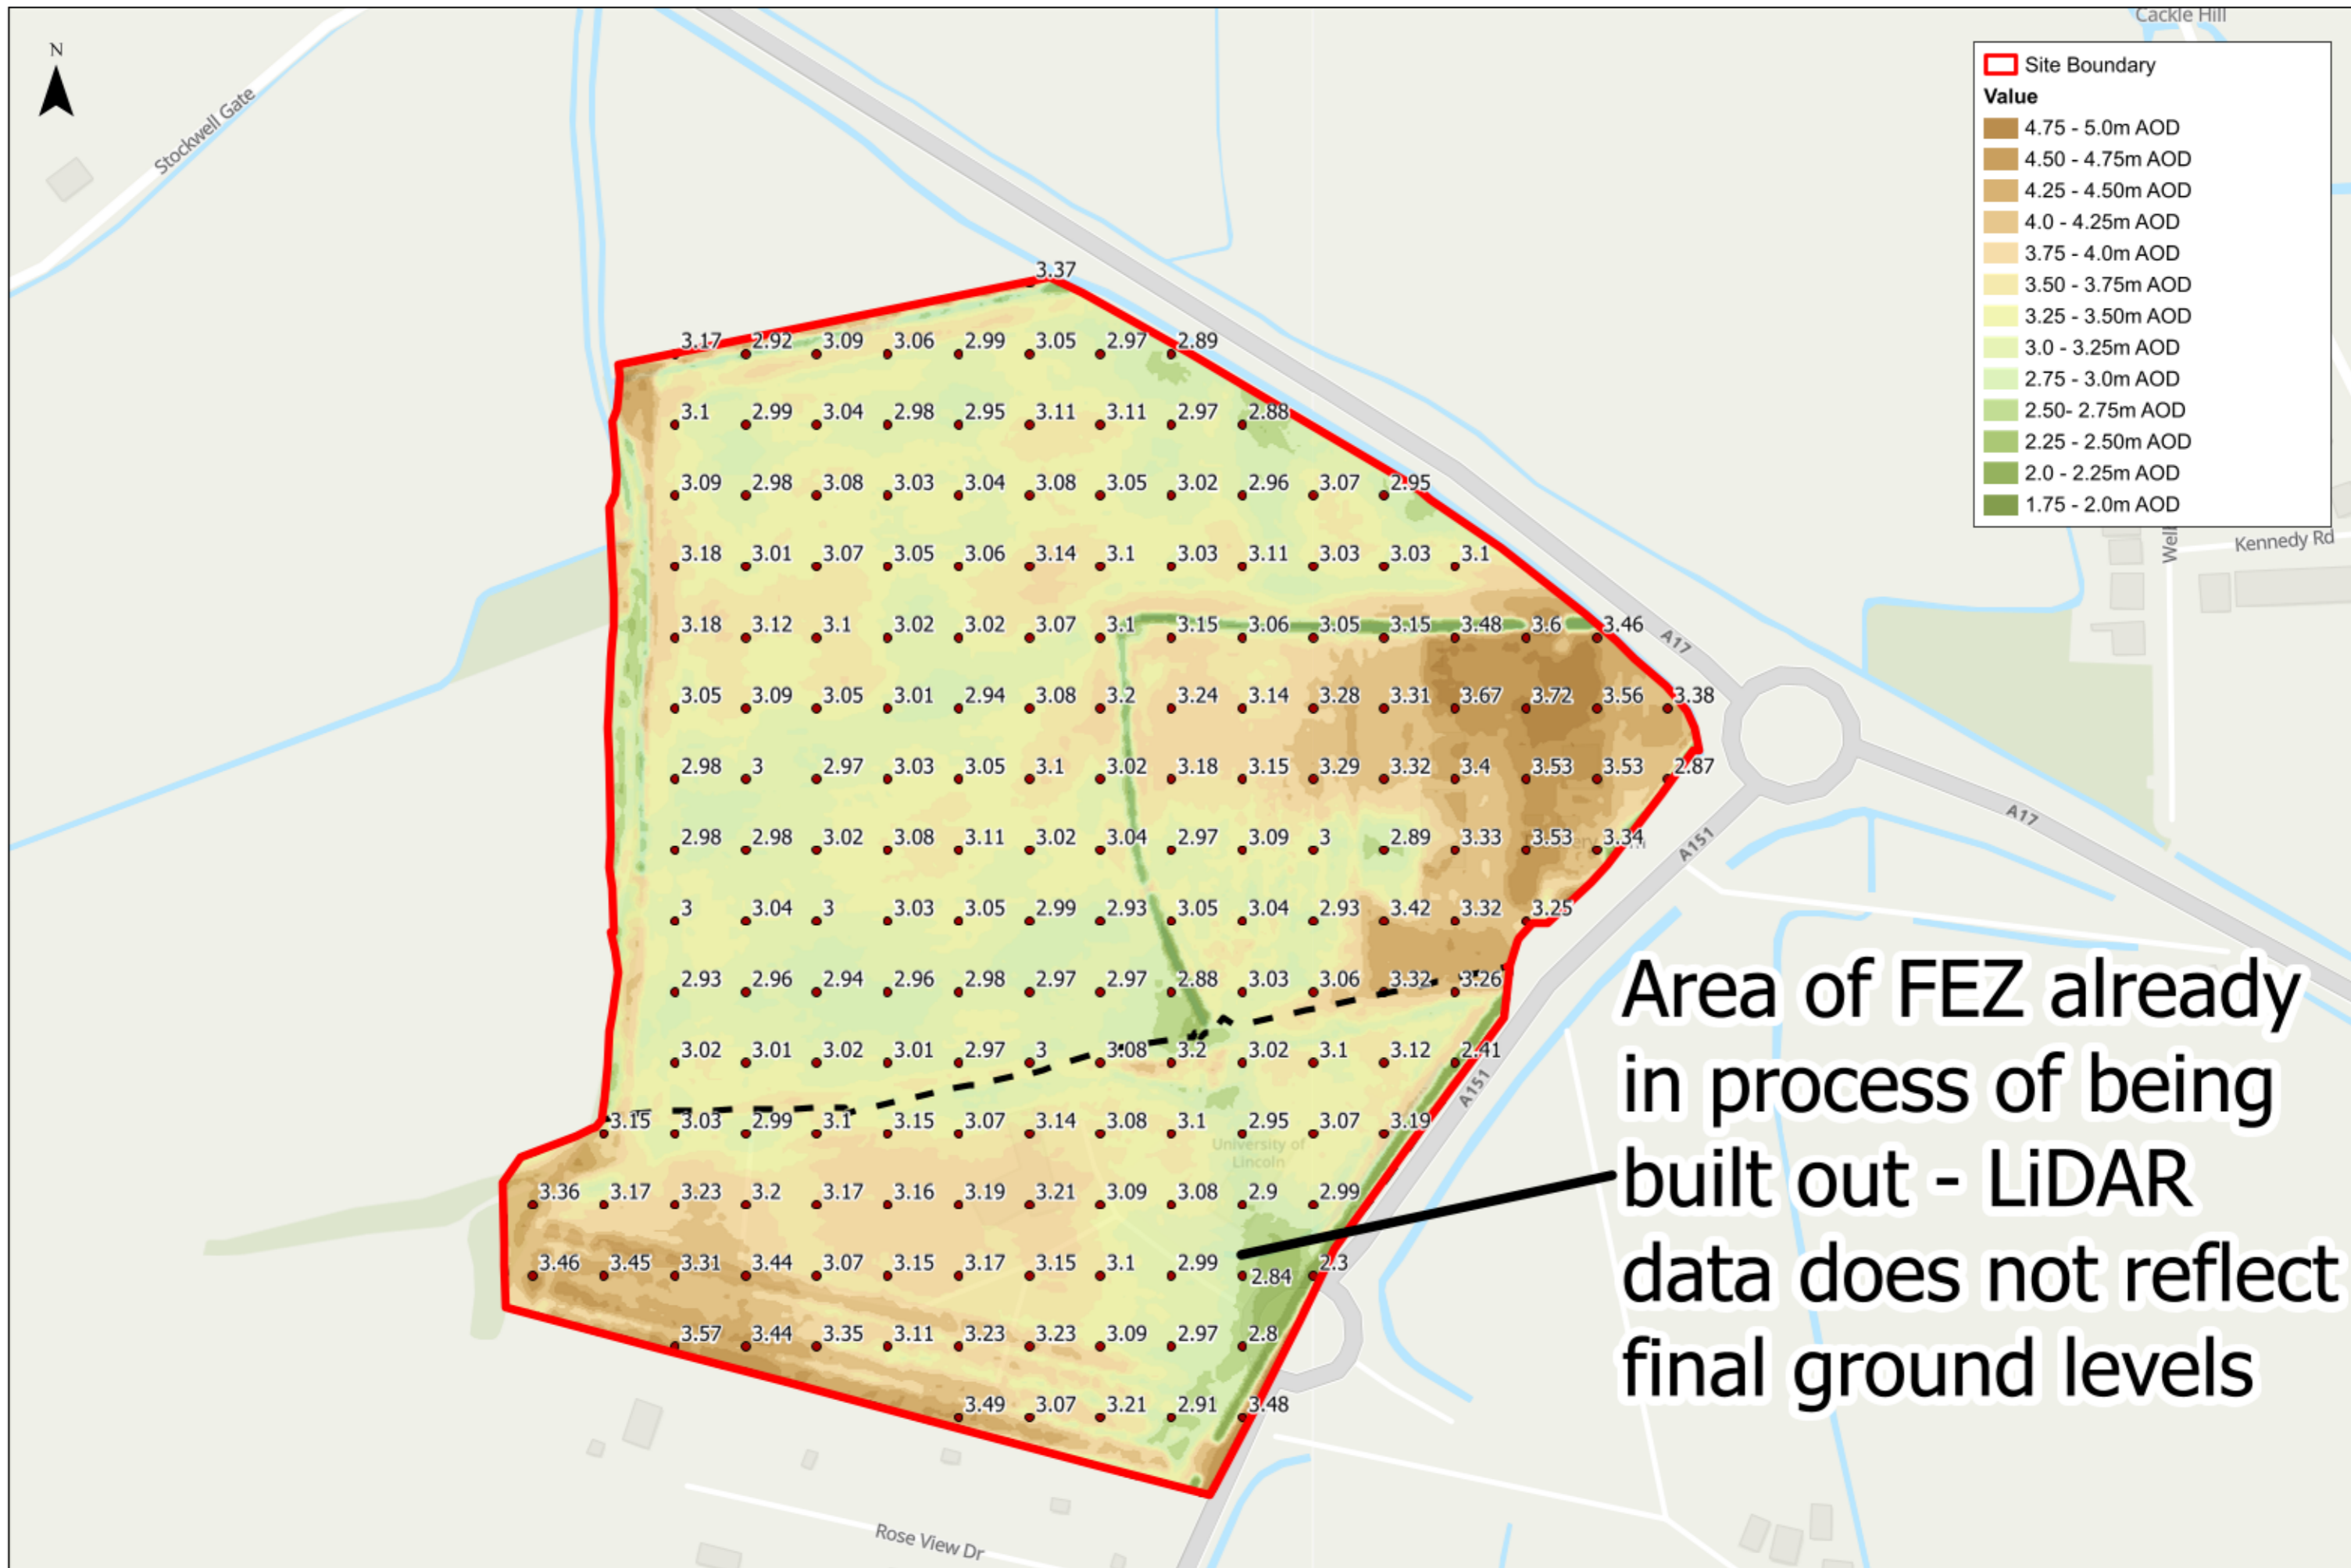 Cackle Hill
N
Stockwell Gate
Site Boundary
Value
4.75 - 5.0m AOD
4.50 - 4.75m AOD
4.25 - 4.50m AOD
4.0 - 4.25m AOD
3.75 - 4.0m AOD
3.50 - 3.75m AOD
3.25 - 3.50m AOD
3.0 - 3.25m AOD
2.75 - 3.0m AOD
2.50- 2.75m AOD
2.25 - 2.50m AOD
2.0 - 2.25m AOD
1.75 - 2.0m AOD
Kennedy Rd
3.37
3.17 2.92 3.09 3.06 2.99 3.05 2.97 2.89
3.1 2.99 3.04 2.98 2.95 3.11 3.11 2.97 2.88
3.09 2.98 3.08 3.03 3.04 3.08 3.05 3.02 2.96 3.07 2.95
3.18 3.01 3.07 3.05 3.06 3.14 3.1 3.03 3.11 3.03 3.03 3.1
3.18 3.12 3.1 3.02 3.02 3.07 3.1 3.15 3.06 3.05 3.15 3.48 3.6 3.46
A17
3.05 3.09 3.05 3.01 2.94 3.08 3.2 3.24 3.14 3.28 3.31 3.67 3.72 3.56 3.38
2.98 3 2.97 3.03 3.05 3.1 3.02 3.18 3.15 3.29 3.32 3.4 3.53 3.53 2.87
A17
2.98 2.98 3.02 3.08 3.11 3.02 3.04 2.97 3.09 3 2.89 3.33 3.53 3.34
A151
3 3.04 3 3.03 3.05 2.99 2.93 3.05 3.04 2.93 3.42 3.32 3.25
2.93 2.96 2.94 2.96 2.98 2.97 2.97 2.88 3.03 3.06 3.32 3.26
3.02 3.01 3.02 3.01 2.97 3 3.08 3.2 3.02 3.1 3.12 2.41
A151
3.15 3.03 2.99 3.1 3.15 3.07 3.14 3.08 3.1 2.95 3.07 3.19
University of
Lincoln
3.36 3.17 3.23 3.2 3.17 3.16 3.19 3.21 3.09 3.08 2.9 2.99
3.46 3.45 3.31 3.44 3.07 3.15 3.17 3.15 3.1 2.99 2.84 2.3
3.57 3.44 3.35 3.11 3.23 3.23 3.09 2.97 2.8
3.49 3.07 3.21 2.91 3.48
Area of FEZ already
in process of being
built out - LiDAR
data does not reflect
final ground levels
Rose View Dr